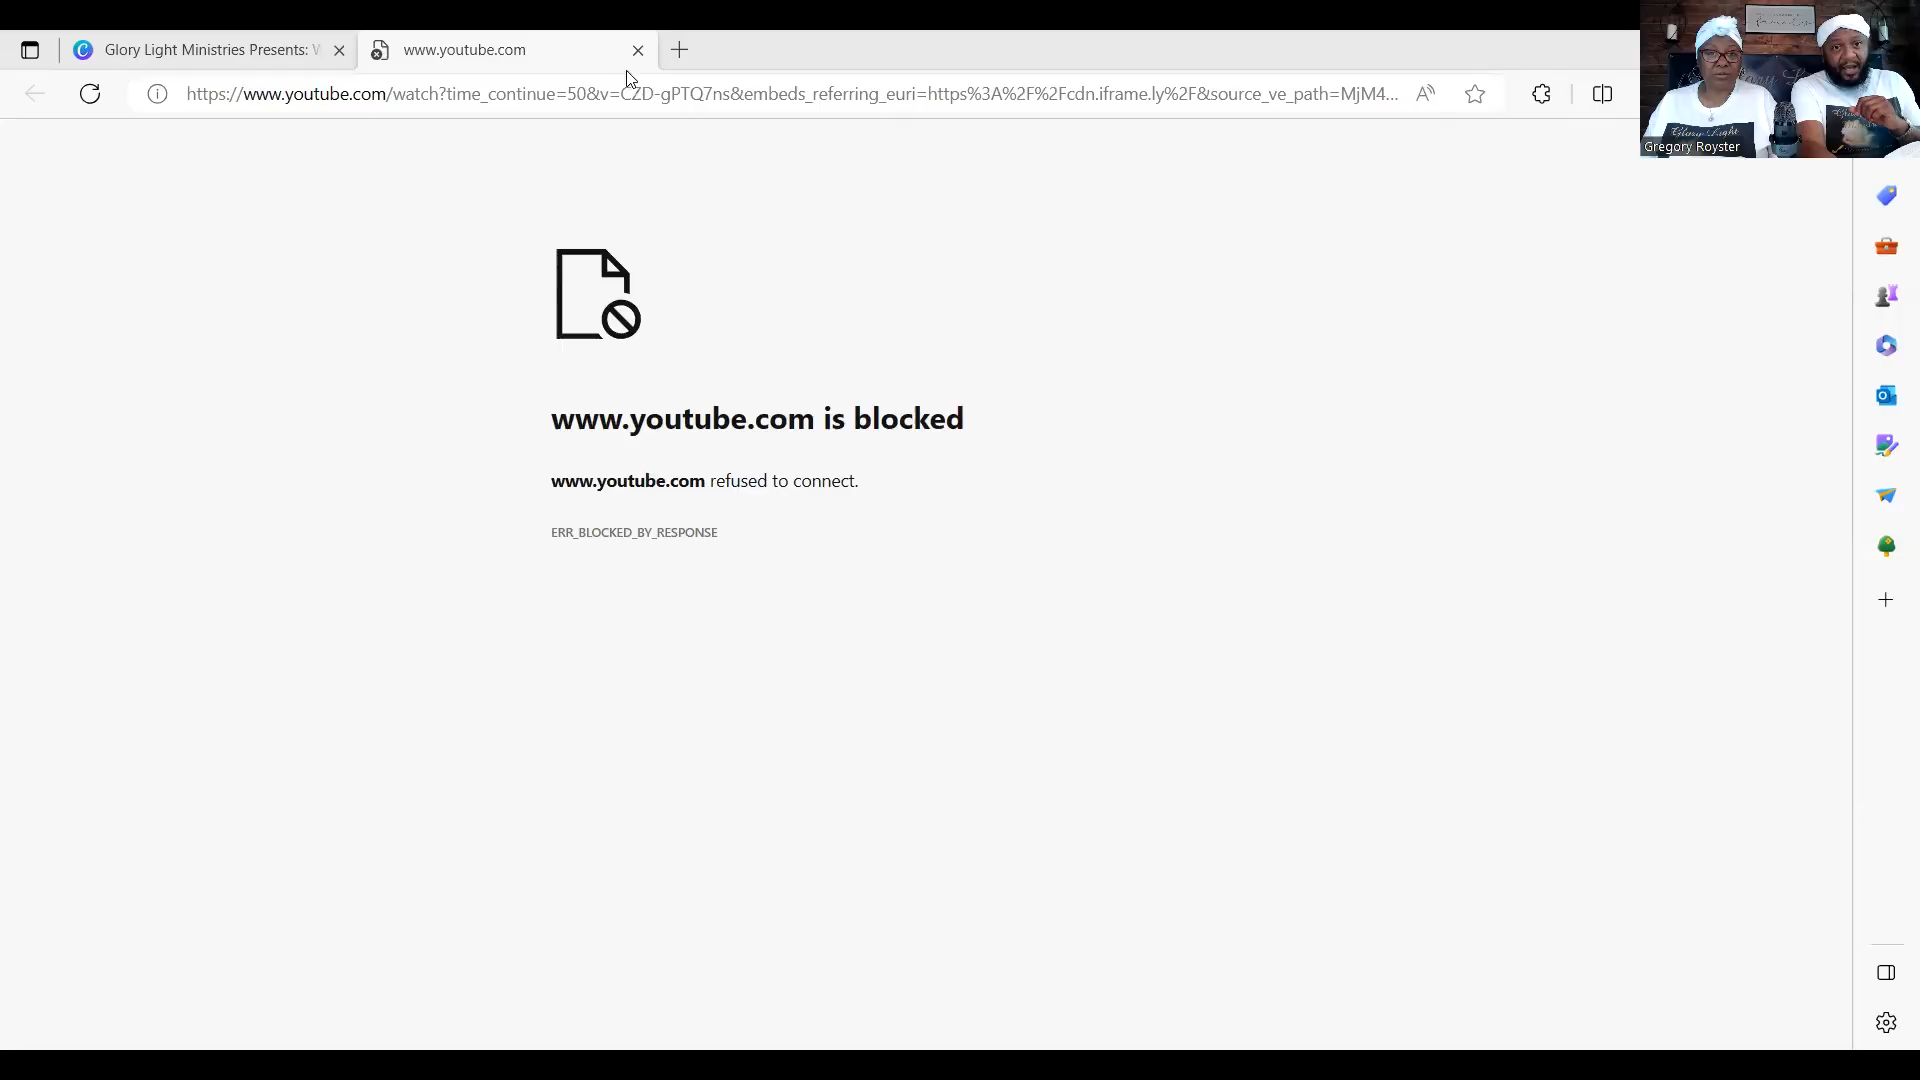 Glory Light Ministries Presents: W
www.youtube.com
https://www.youtube.com/watch?time_continue=50&v=CZD-gPTQ7ns&embeds_referring_euri=https%3A%2F%2Fcdn.iframe.ly%2F&source_ve_path=MjM4...
Gregory Royster
www.youtube.com is blocked
www.youtube.com refused to connect.
ERR_BLOCKED_BY_RESPONSE